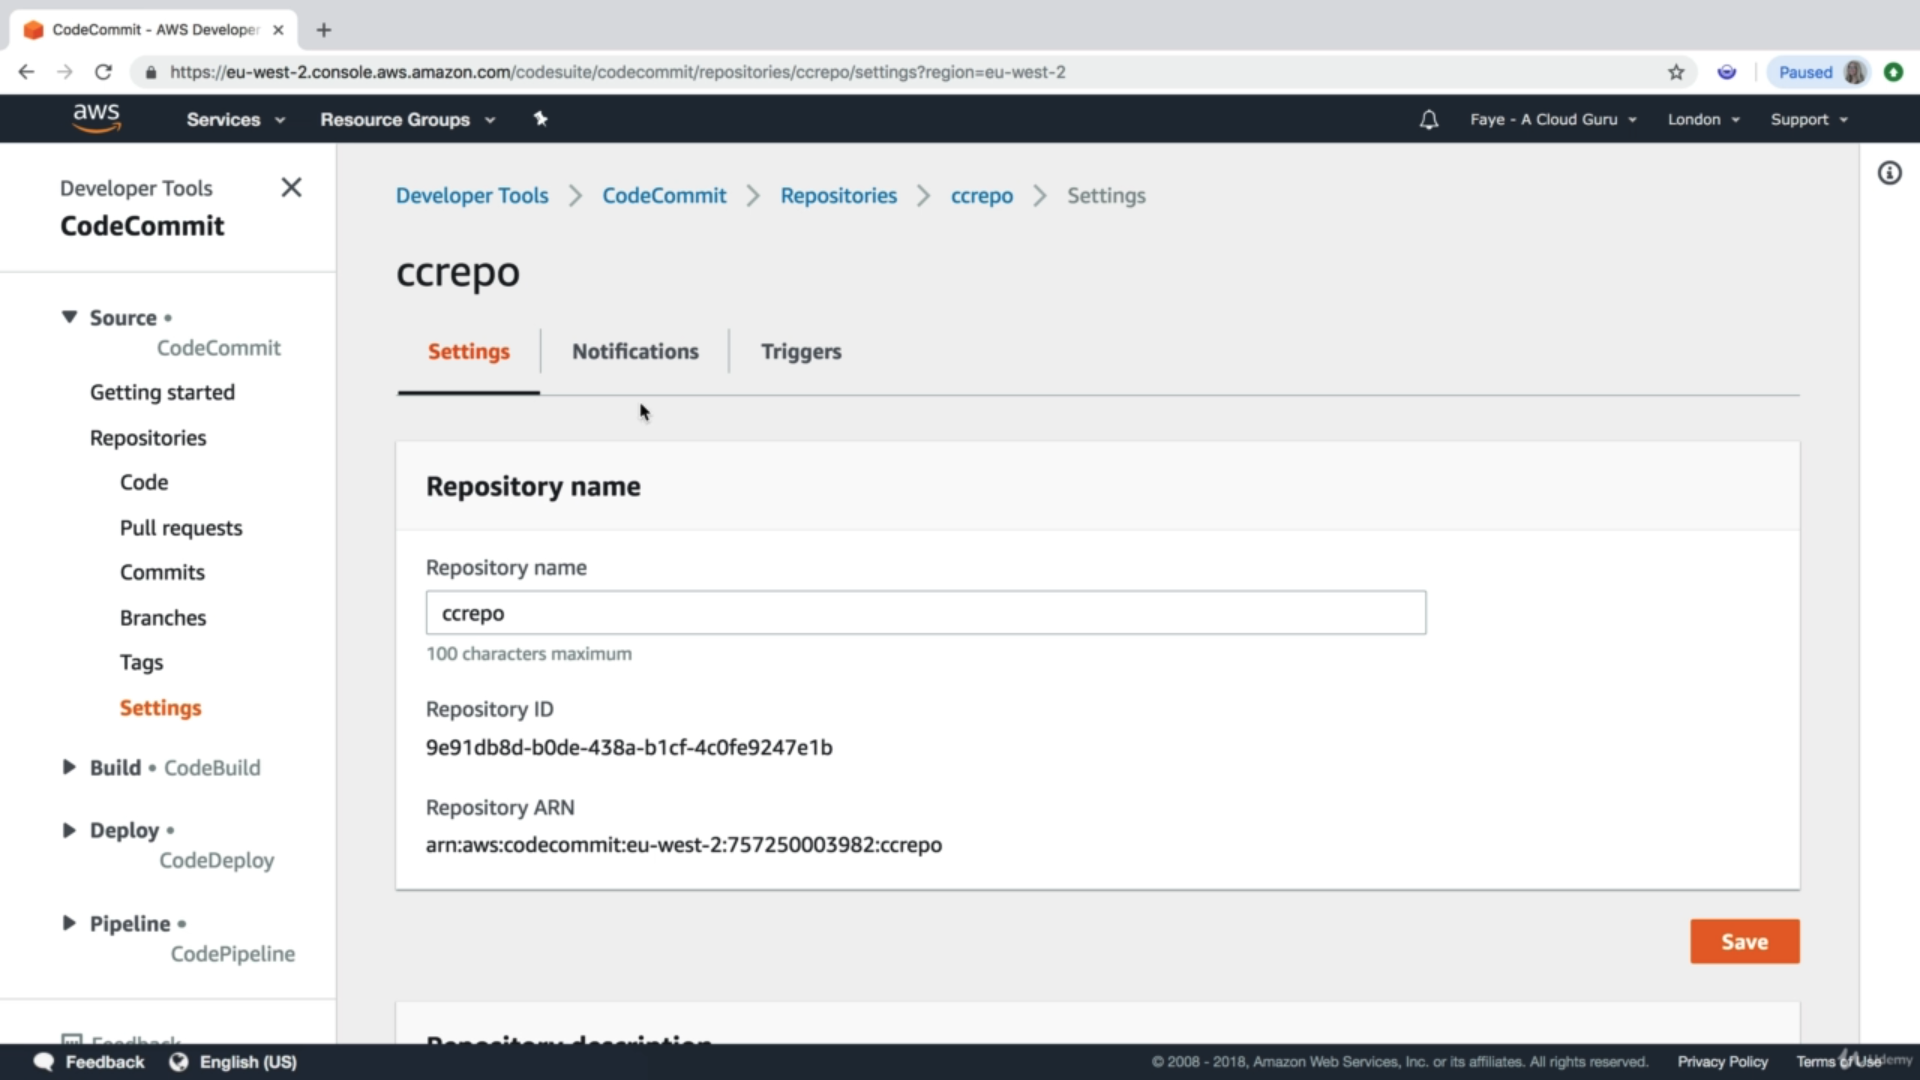 CodeCommit - AWS Developer
https://eu-west-2.console.aws.amazon.com/codesuite/codecommit/repositories/ccrepo/settings?region=eu-west-2
Paused
aws
Services
Resource Groups
Faye - A Cloud Guru
London
Support
Developer Tools
CodeCommit
Source •
CodeCommit
Getting started
Repositories
Code
Pull requests
Commits
Branches
Tags
Settings
Build • CodeBuild
Deploy •
CodeDeploy
Pipeline •
CodePipeline
Feedback
Developer Tools > CodeCommit > Repositories > ccrepo > Settings
ccrepo
Settings
Notifications
Triggers
Repository name
Repository name
ccrepo
100 characters maximum
Repository ID
9e91db8d-b0de-438a-b1cf-4c0fe9247e1b
Repository ARN
arn:aws:codecommit:eu-west-2:757250003982:ccrepo
Save
Repository description
Feedback
English (US)
© 2008 - 2018, Amazon Web Services, Inc. or its affiliates. All rights reserved.
Privacy Policy
Terms of Use